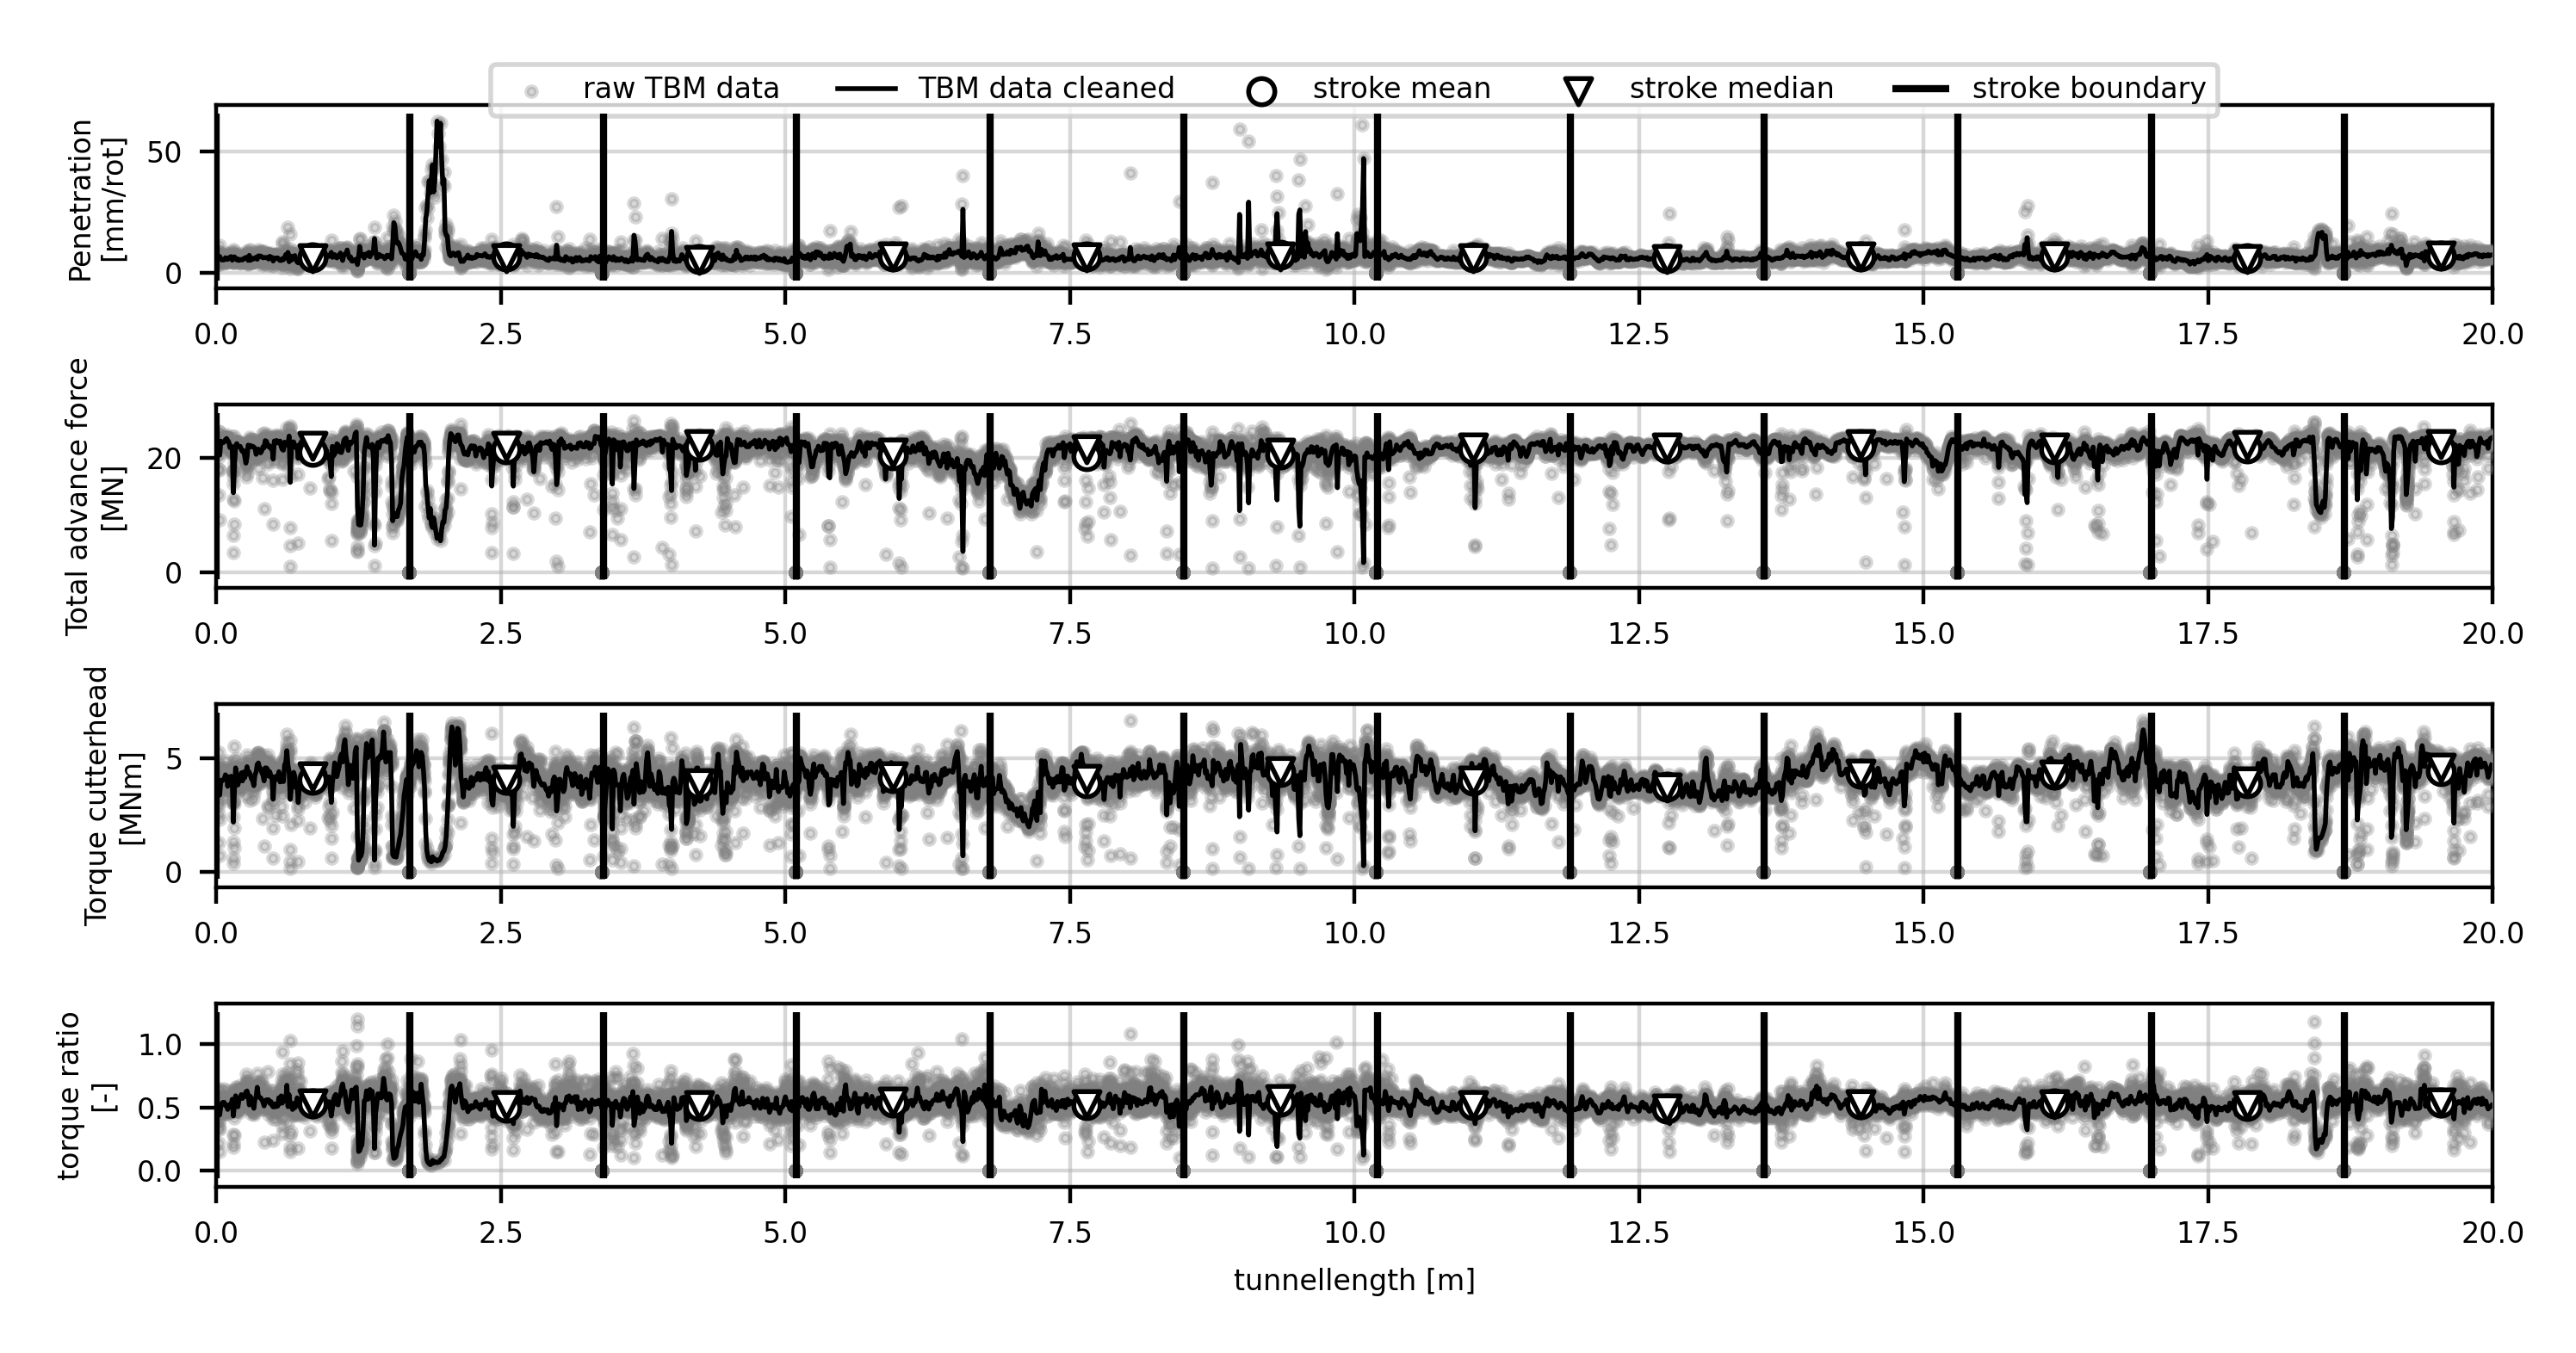 raw TBM data TBM data cleaned stroke mean stroke median stroke boundary
Penetration
[mm/rot]
50
0
0.0 2.5 5.0 7.5 10.0 12.5 15.0 17.5 20.0
Total advance force
[MN]
20
0
0.0 2.5 5.0 7.5 10.0 12.5 15.0 17.5 20.0
Torque cutterhead
[MNm]
5
0
0.0 2.5 5.0 7.5 10.0 12.5 15.0 17.5 20.0
torque ratio
[-]
1.0
0.5
0.0
0.0 2.5 5.0 7.5 10.0 12.5 15.0 17.5 20.0
tunnellength [m]